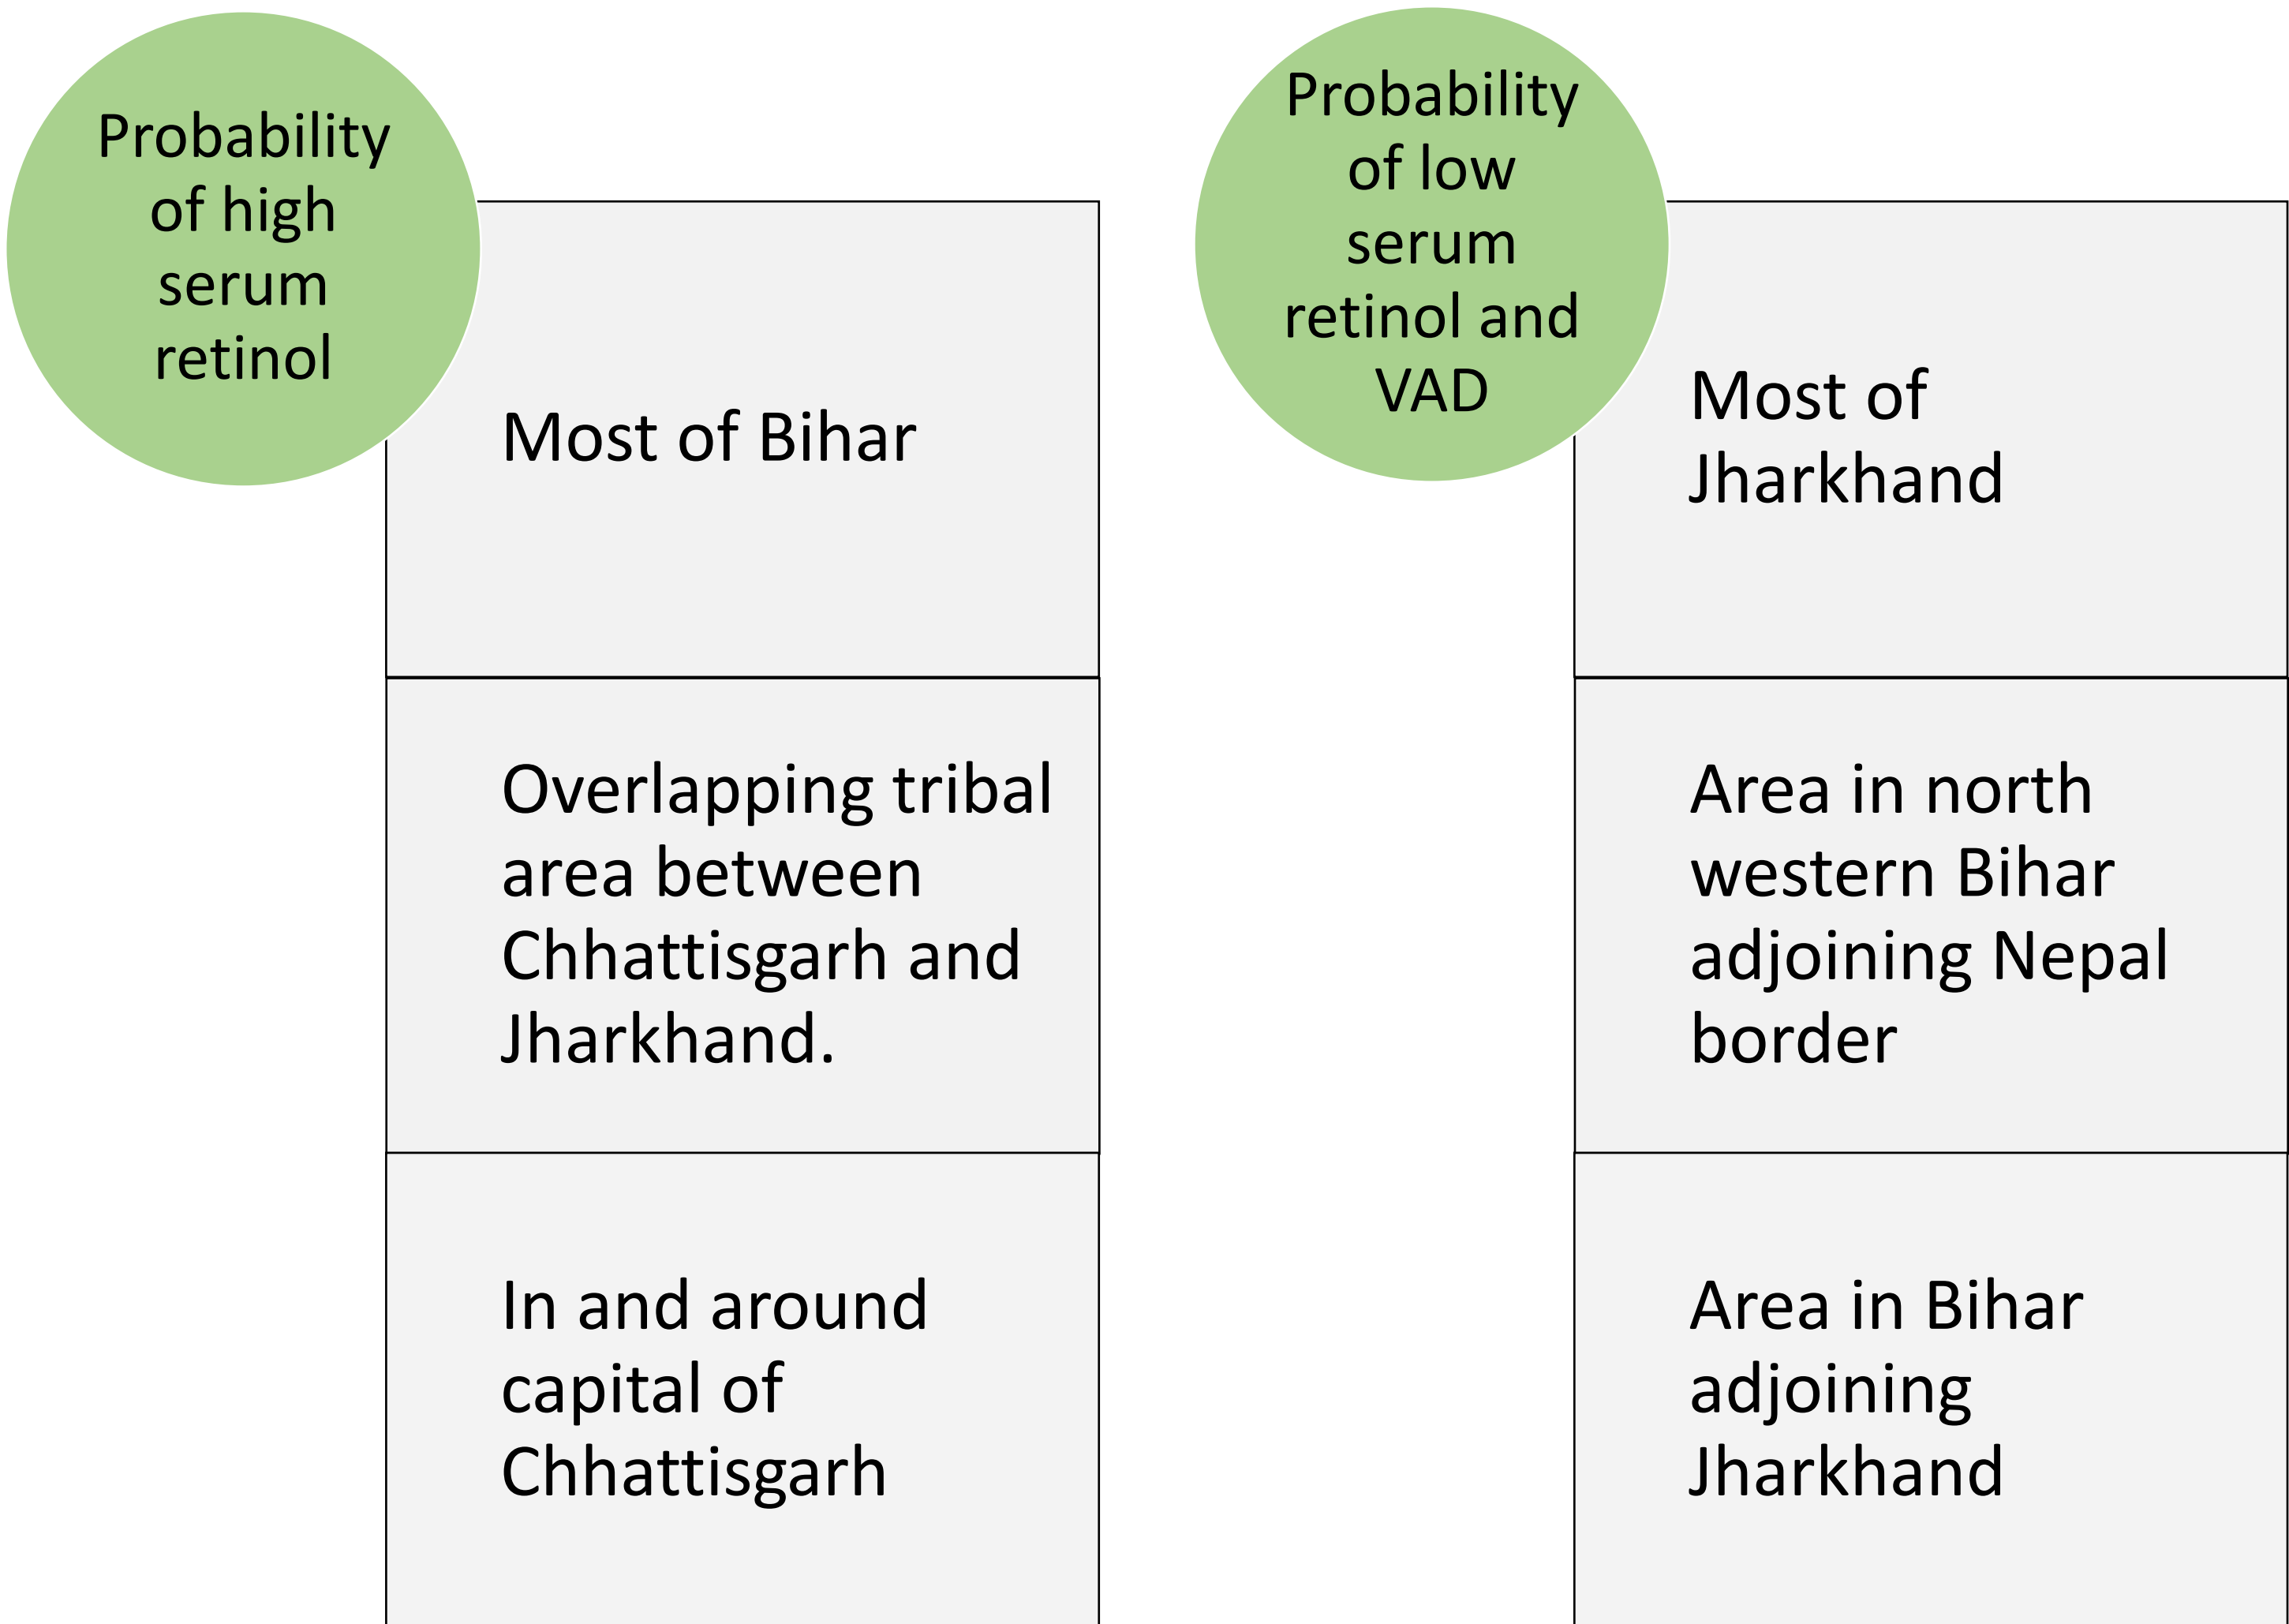 Probability
of high
serum
retinol
Most of Bihar
Overlapping tribal
area between
Chhattisgarh and
Jharkhand.
In and around
capital of
Chhattisgarh
Probability
of low
serum
retinol and
VAD
Most of
Jharkhand
Area in north
western Bihar
adjoining Nepal
border
Area in Bihar
adjoining
Jharkhand